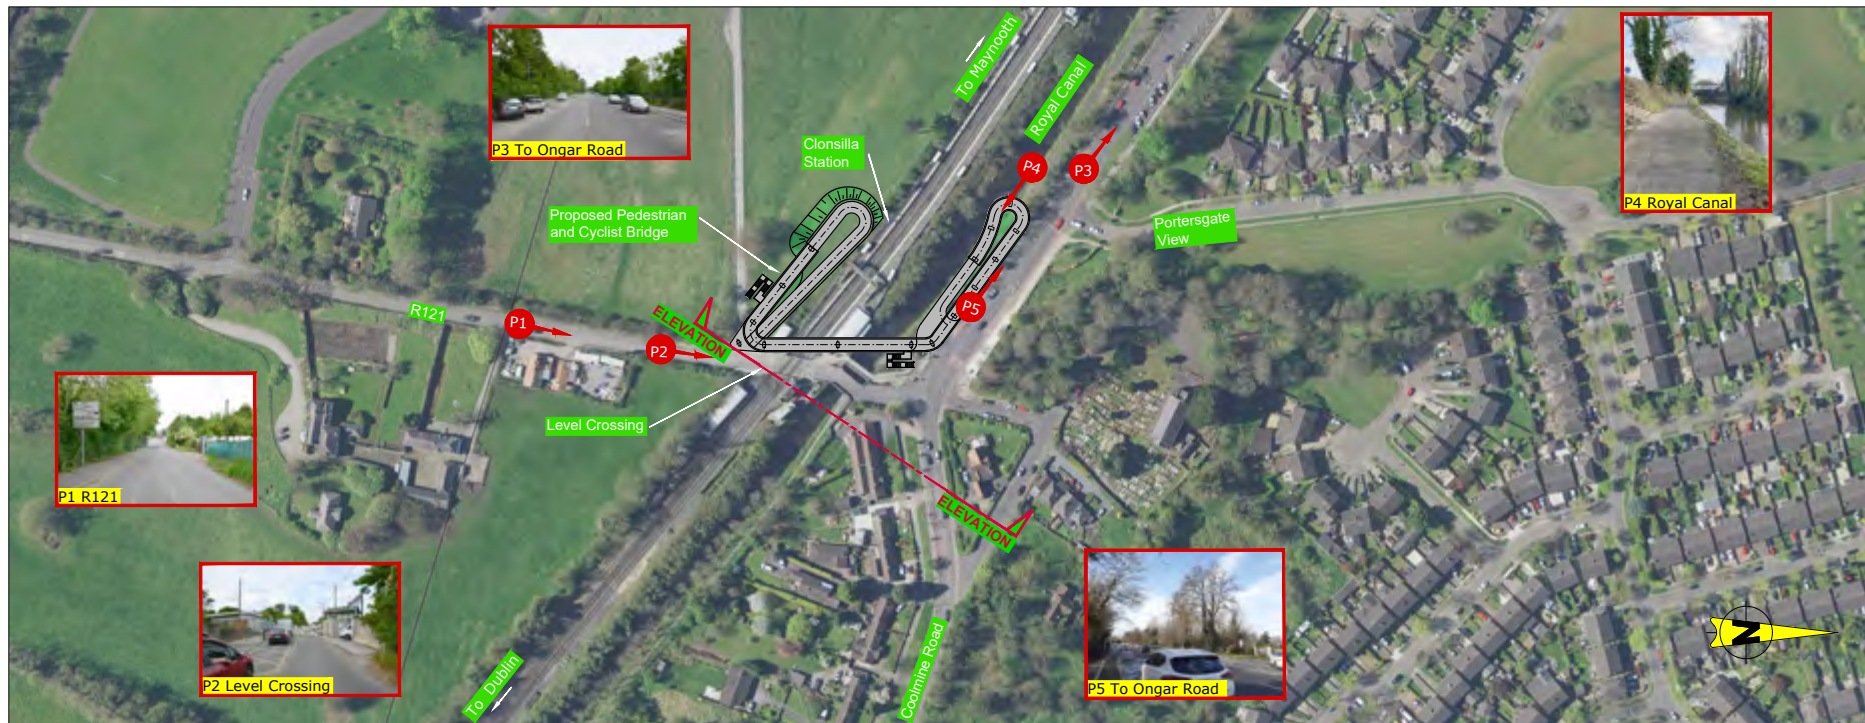 To Maynooth
Royal Canal
P3 To Ongar Road
Clonsilla
Station
P4
P3
P4 Royal Canal
Proposed Pedestrian
and Cyclist Bridge
Portersgate
View
R121
P1
P2
P5
ELEVATION
Level Crossing
P1 R121
ELEVATION
P2 Level Crossing
To Dublin
Coolmine Road
P5 To Ongar Road
N